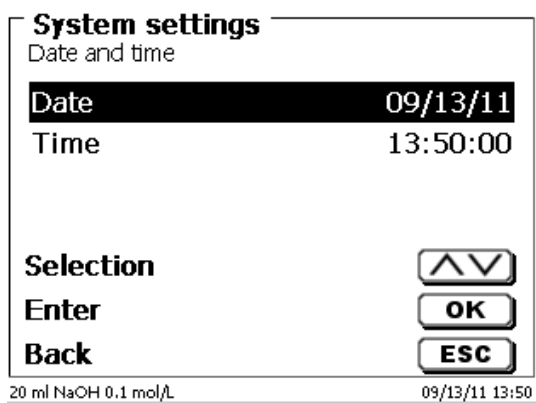 System settings
Date and time
Date 09/13/11
Time 13:50:00
Selection
Enter OK
Back ESC
20 ml NaOH 0.1 mol/L 09/13/11 13:50